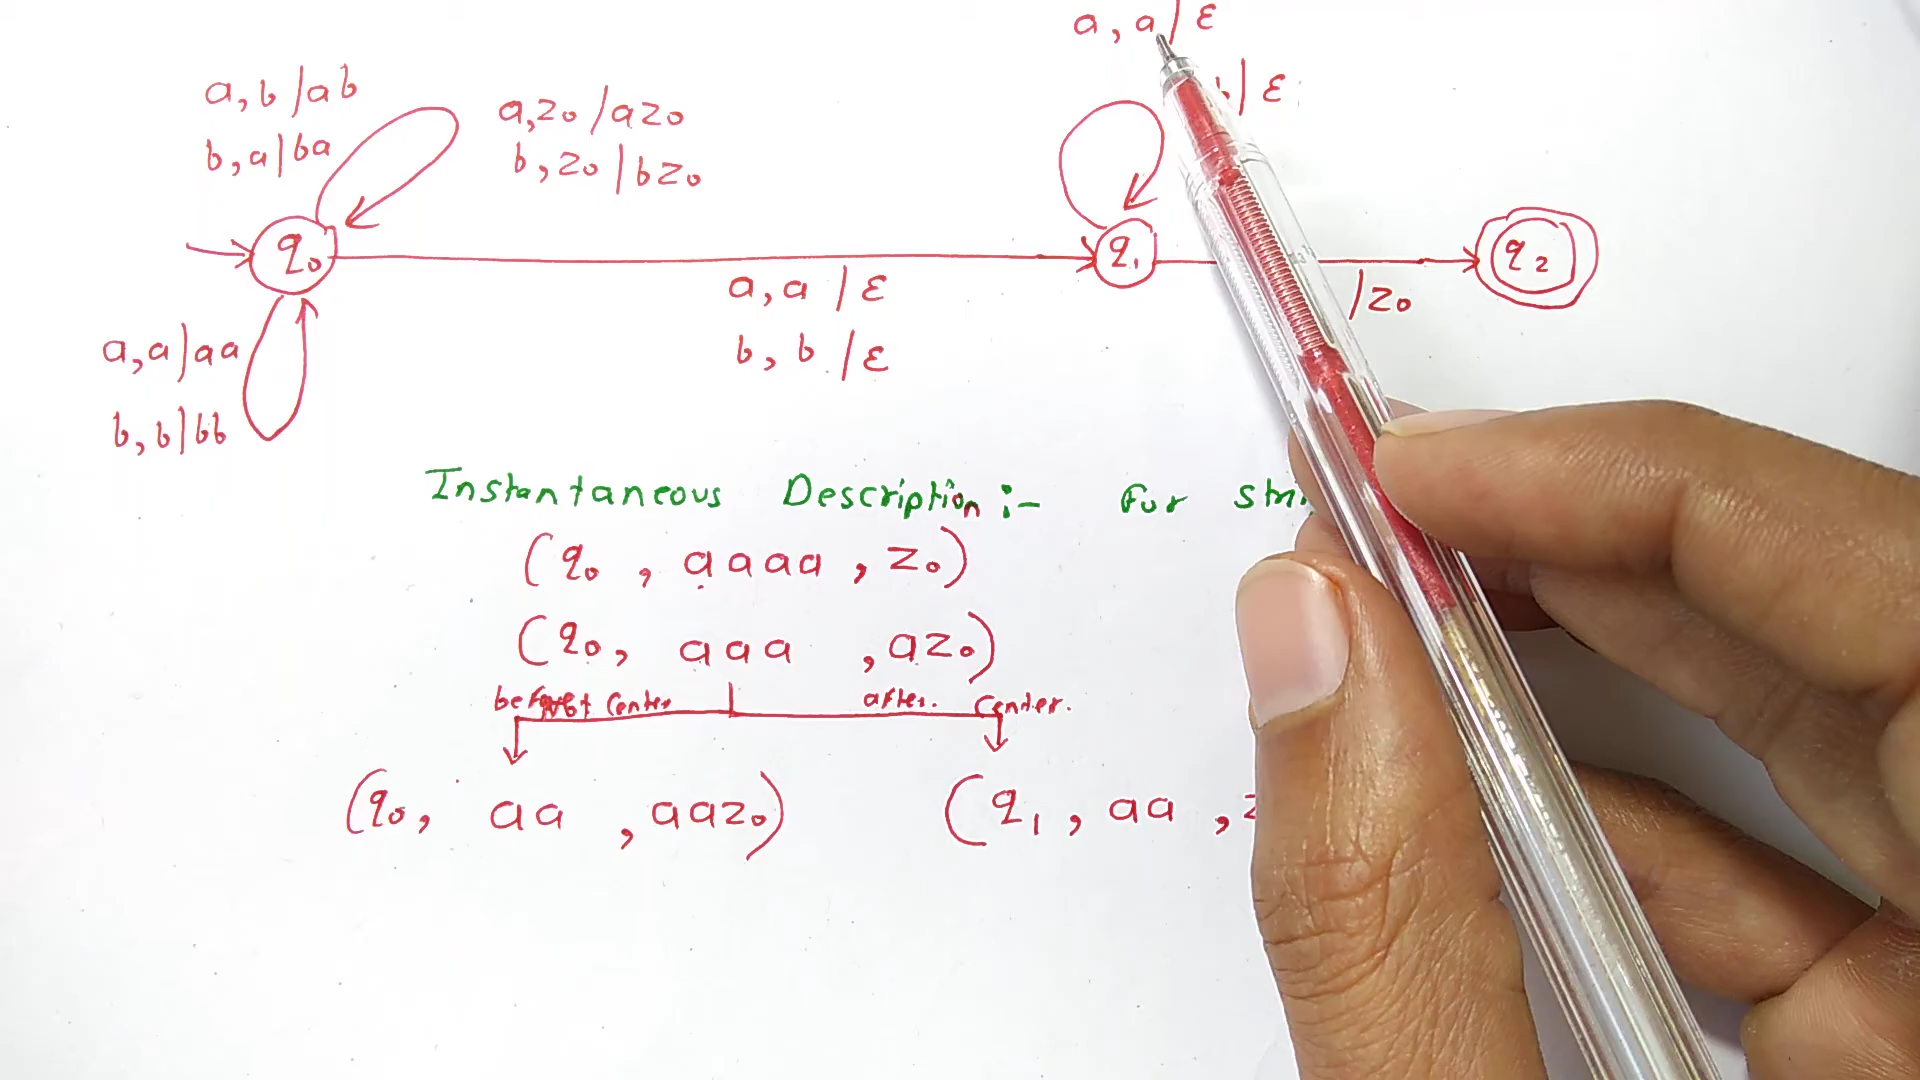 a, a / ε
a, b / ab
b / ε
b, a | ba
a, z₀ / az₀
b, z₀ | bz₀
q₀
q₁
q₂
a, a / ε
/ z₀
b, b / ε
a, a | aa
b, b | bb
Instantaneous Description :- For
(q₀ , aaaa , z₀)
(q₀, aaa , az₀)
center after. center.
(q₀, aa , aaz₀)
(q₁ , aa ,